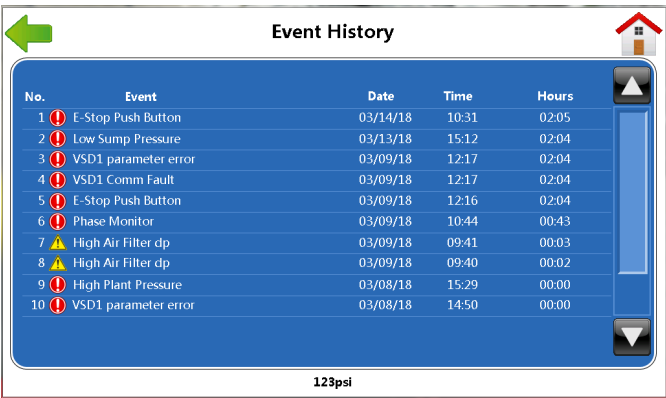 Event History
No. Event Date Time Hours
1 E-Stop Push Button 03/14/18 10:31 02:05
2 Low Sump Pressure 03/13/18 15:12 02:04
3 VSD1 parameter error 03/09/18 12:17 02:04
4 VSD1 Comm Fault 03/09/18 12:17 02:04
5 E-Stop Push Button 03/09/18 12:16 02:04
6 Phase Monitor 03/09/18 10:44 00:43
7 High Air Filter dp 03/09/18 09:41 00:03
8 High Air Filter dp 03/09/18 09:40 00:02
9 High Plant Pressure 03/08/18 15:29 00:00
10 VSD1 parameter error 03/08/18 14:50 00:00
123psi